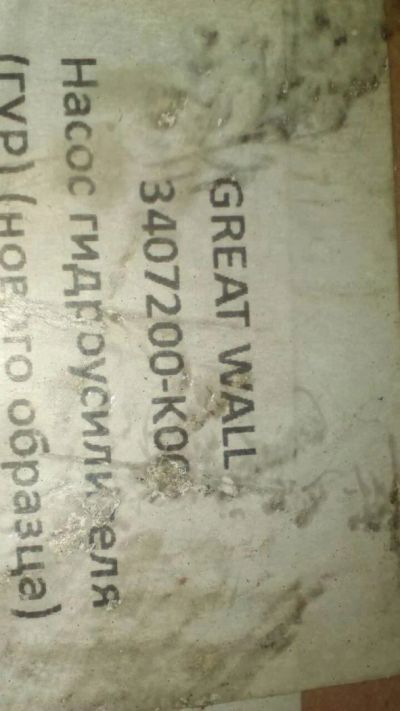 GREAT WALL
3407200-K00
Насос гидроусилителя
(ГУР) (нового образца)